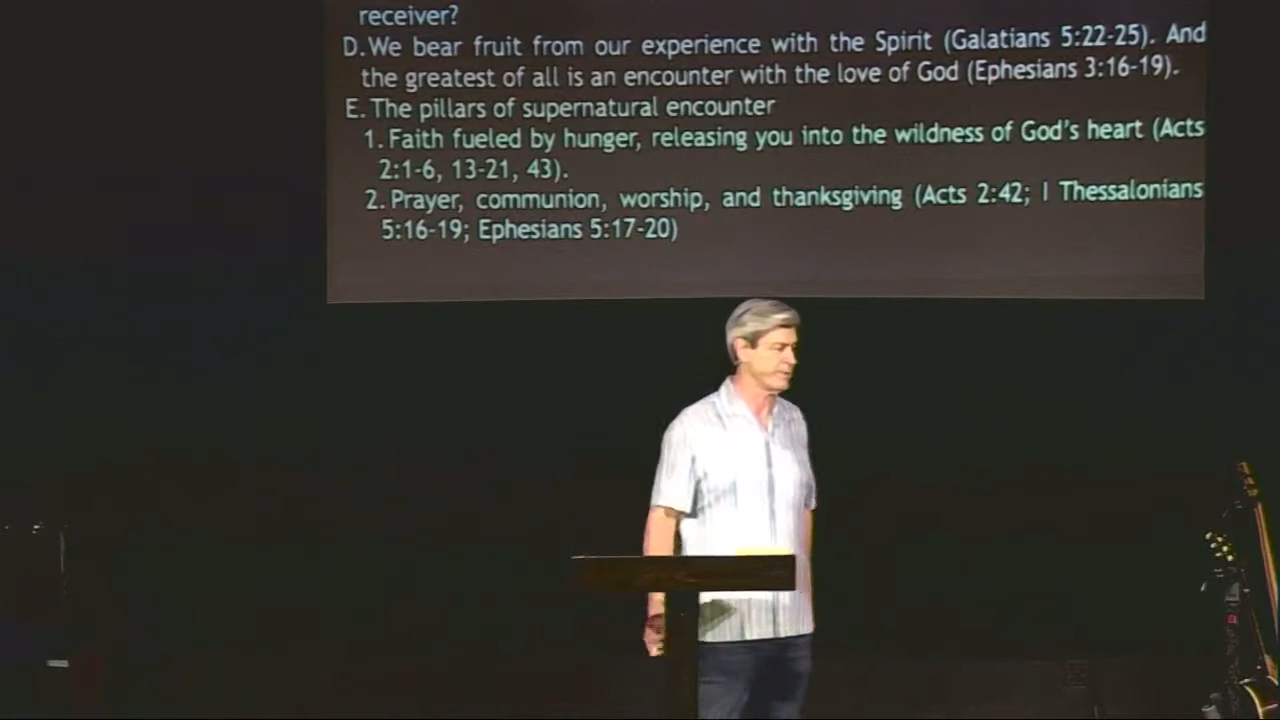 receiver?
D. We bear fruit from our experience with the Spirit (Galatians 5:22-25). And
the greatest of all is an encounter with the love of God (Ephesians 3:16-19).
E. The pillars of supernatural encounter
1. Faith fueled by hunger, releasing you into the wildness of God's heart (Acts
2:1-6, 13-21, 43).
2. Prayer, communion, worship, and thanksgiving (Acts 2:42; I Thessalonians
5:16-19; Ephesians 5:17-20)